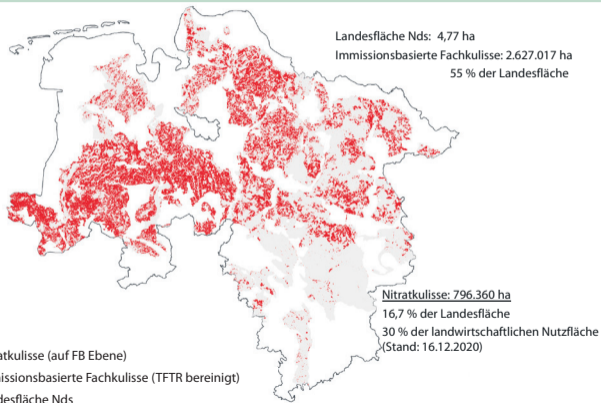 Landesfläche Nds: 4,77 ha
Immissionsbasierte Fachkulisse: 2.627.017 ha
55 % der Landesfläche
Nitratkulisse: 796.360 ha
16,7 % der Landesfläche
30 % der landwirtschaftlichen Nutzfläche
(Stand: 16.12.2020)
atkulisse (auf FB Ebene)
issionsbasierte Fachkulisse (TFTR bereinigt)
desfläche Nds